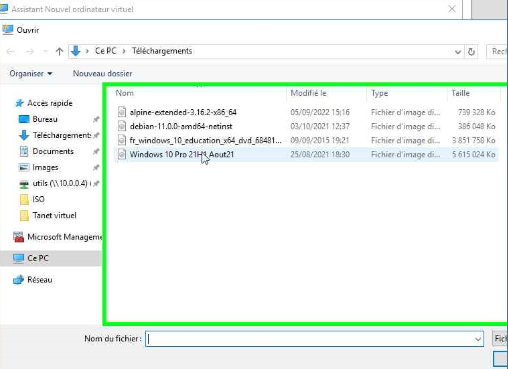 Assistant Nouvel ordinateur virtuel
Ouvrir
Ce PC > Téléchargements
Rech
Organiser Nouveau dossier
Nom Modifié le Type Taille
Accès rapide
Bureau
Téléchargement:
Documents
Images
utils (\\10.0.0.4) (
ISO
Tanet virtuel
Microsoft Manageme
Ce PC
Réseau
alpine-extended-3.16.2-x86_64 05/09/2022 15:16 Fichier d'image di... 739 328 Ko
debian-11.0.0-amd64-netinst 03/10/2021 12:37 Fichier d'image di... 386 048 Ko
fr_windows_10_education_x64_dvd_68481... 09/09/2015 19:21 Fichier d'image di... 3 851 758 Ko
Windows 10 Pro 21H1 Aout21 25/08/2021 18:30 Fichier d'image di... 5 615 024 Ko
Nom du fichier :
Fich